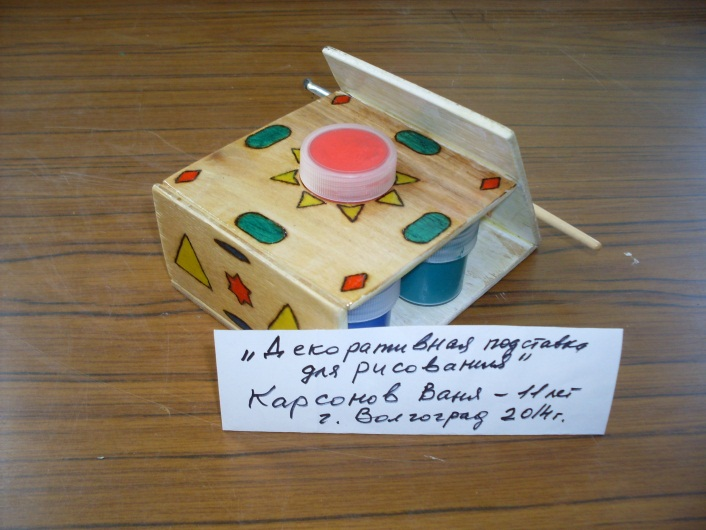 „Декоративная подставка
для рисования"
Карсонов Ваня - 11 лет
г. Волгоград 2014г.